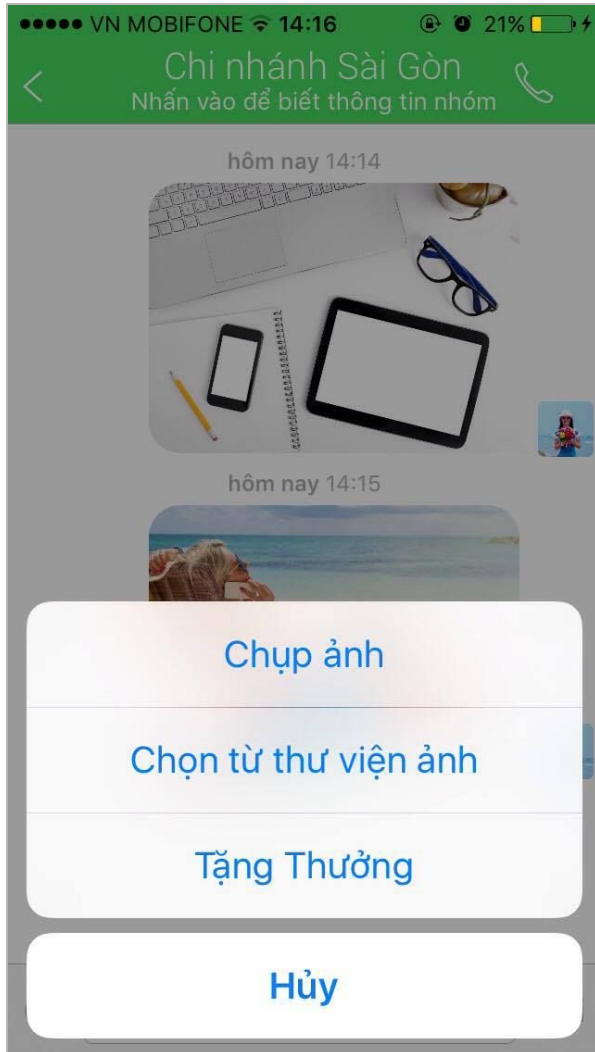 VN MOBIFONE 14:16 21%
Chi nhánh Sài Gòn
Nhấn vào để biết thông tin nhóm
hôm nay 14:14
hôm nay 14:15
Chụp ảnh
Chọn từ thư viện ảnh
Tặng Thưởng
Hủy